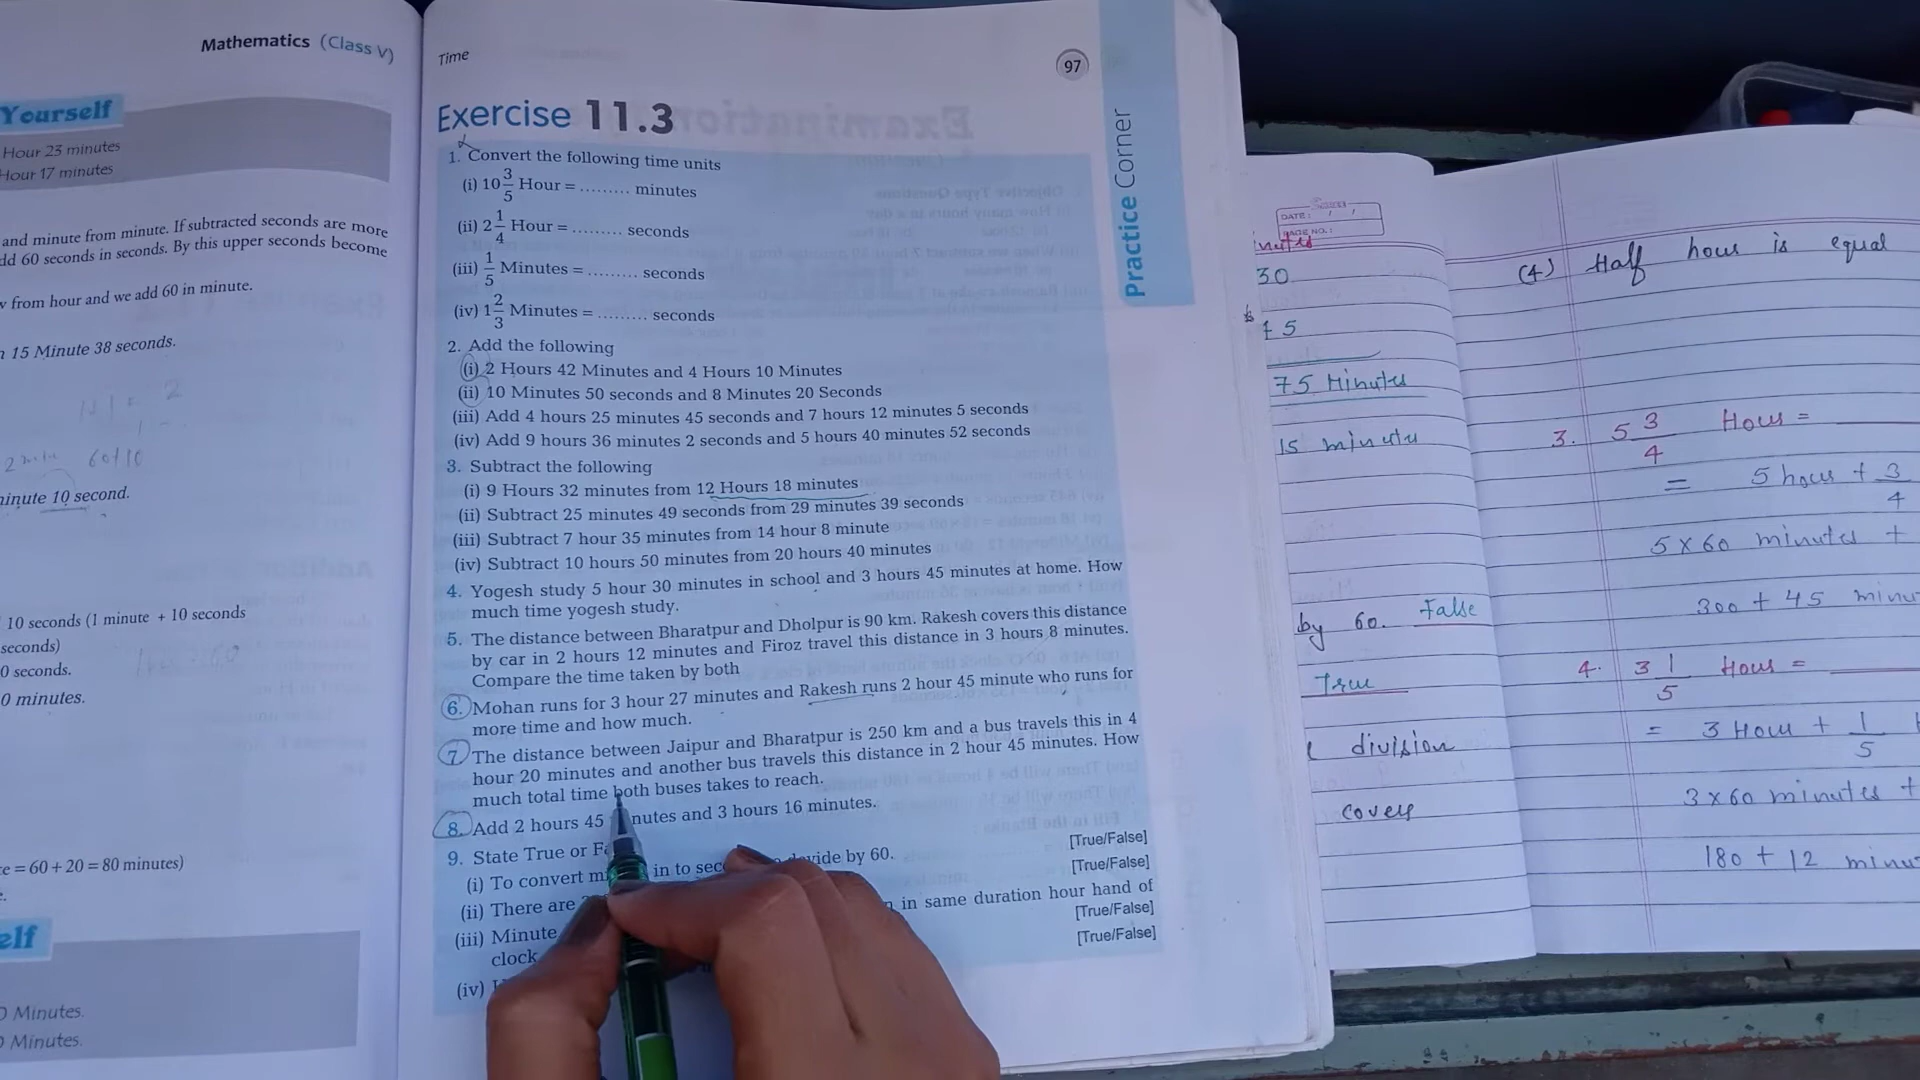 Mathematics (Class V)
Yourself
Hour 23 minutes
Hour 17 minutes
and minute from minute. If subtracted seconds are more
dd 60 seconds in seconds. By this upper seconds become
from hour and we add 60 in minute.
15 Minute 38 seconds.
60+10
minute 10 second.
10 seconds (1 minute + 10 seconds
seconds)
0 seconds.
0 minutes.
= 60 + 20 = 80 minutes)
elf
Minutes.
Minutes.
Time
97
Exercise 11.3
Practice Corner
1. Convert the following time units
(i) 10 3/5 Hour = ......... minutes
(ii) 2 1/4 Hour = ......... seconds
(iii) 1/5 Minutes = ......... seconds
(iv) 1 2/3 Minutes = ......... seconds
2. Add the following
(i) 2 Hours 42 Minutes and 4 Hours 10 Minutes
(ii) 10 Minutes 50 seconds and 8 Minutes 20 Seconds
(iii) Add 4 hours 25 minutes 45 seconds and 7 hours 12 minutes 5 seconds
(iv) Add 9 hours 36 minutes 2 seconds and 5 hours 40 minutes 52 seconds
3. Subtract the following
(i) 9 Hours 32 minutes from 12 Hours 18 minutes
(ii) Subtract 25 minutes 49 seconds from 29 minutes 39 seconds
(iii) Subtract 7 hour 35 minutes from 14 hour 8 minute
(iv) Subtract 10 hours 50 minutes from 20 hours 40 minutes
4. Yogesh study 5 hour 30 minutes in school and 3 hours 45 minutes at home. How
much time yogesh study.
5. The distance between Bharatpur and Dholpur is 90 km. Rakesh covers this distance
by car in 2 hours 12 minutes and Firoz travel this distance in 3 hours 8 minutes.
Compare the time taken by both
6. Mohan runs for 3 hour 27 minutes and Rakesh runs 2 hour 45 minute who runs for
more time and how much.
7. The distance between Jaipur and Bharatpur is 250 km and a bus travels this in 4
hour 20 minutes and another bus travels this distance in 2 hour 45 minutes. How
much total time both buses takes to reach.
8. Add 2 hours 45 nutes and 3 hours 16 minutes.
9. State True or Fa
(i) To convert m in to sec vide by 60. [True/False]
(ii) There are [True/False]
(iii) Minute in same duration hour hand of
clock [True/False]
(iv) [True/False]
DATE: / /
PAGE NO.:
nutes
30
15
75 Minutes
15 minute
by 60. False
True
division
covers
(4) Half hour is equal
3. 5 3/4 Hour =
= 5 hours + 3/4
5 x 60 minutes +
300 + 45 minu
4. 3 1/5 Hour =
= 3 Hour + 1/5
3 x 60 minutes +
180 + 12 minu